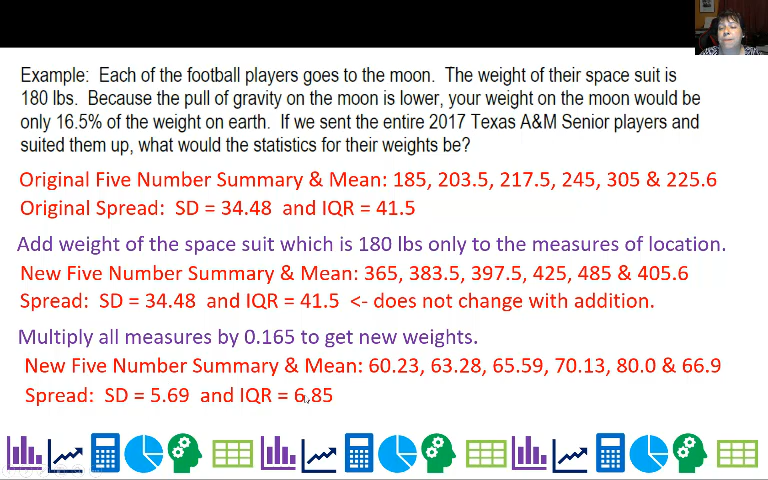 Example: Each of the football players goes to the moon. The weight of their space suit is
180 lbs. Because the pull of gravity on the moon is lower, your weight on the moon would be
only 16.5% of the weight on earth. If we sent the entire 2017 Texas A&M Senior players and
suited them up, what would the statistics for their weights be?
Original Five Number Summary & Mean: 185, 203.5, 217.5, 245, 305 & 225.6
Original Spread: SD = 34.48 and IQR = 41.5
Add weight of the space suit which is 180 lbs only to the measures of location.
New Five Number Summary & Mean: 365, 383.5, 397.5, 425, 485 & 405.6
Spread: SD = 34.48 and IQR = 41.5 <- does not change with addition.
Multiply all measures by 0.165 to get new weights.
New Five Number Summary & Mean: 60.23, 63.28, 65.59, 70.13, 80.0 & 66.9
Spread: SD = 5.69 and IQR = 6.85